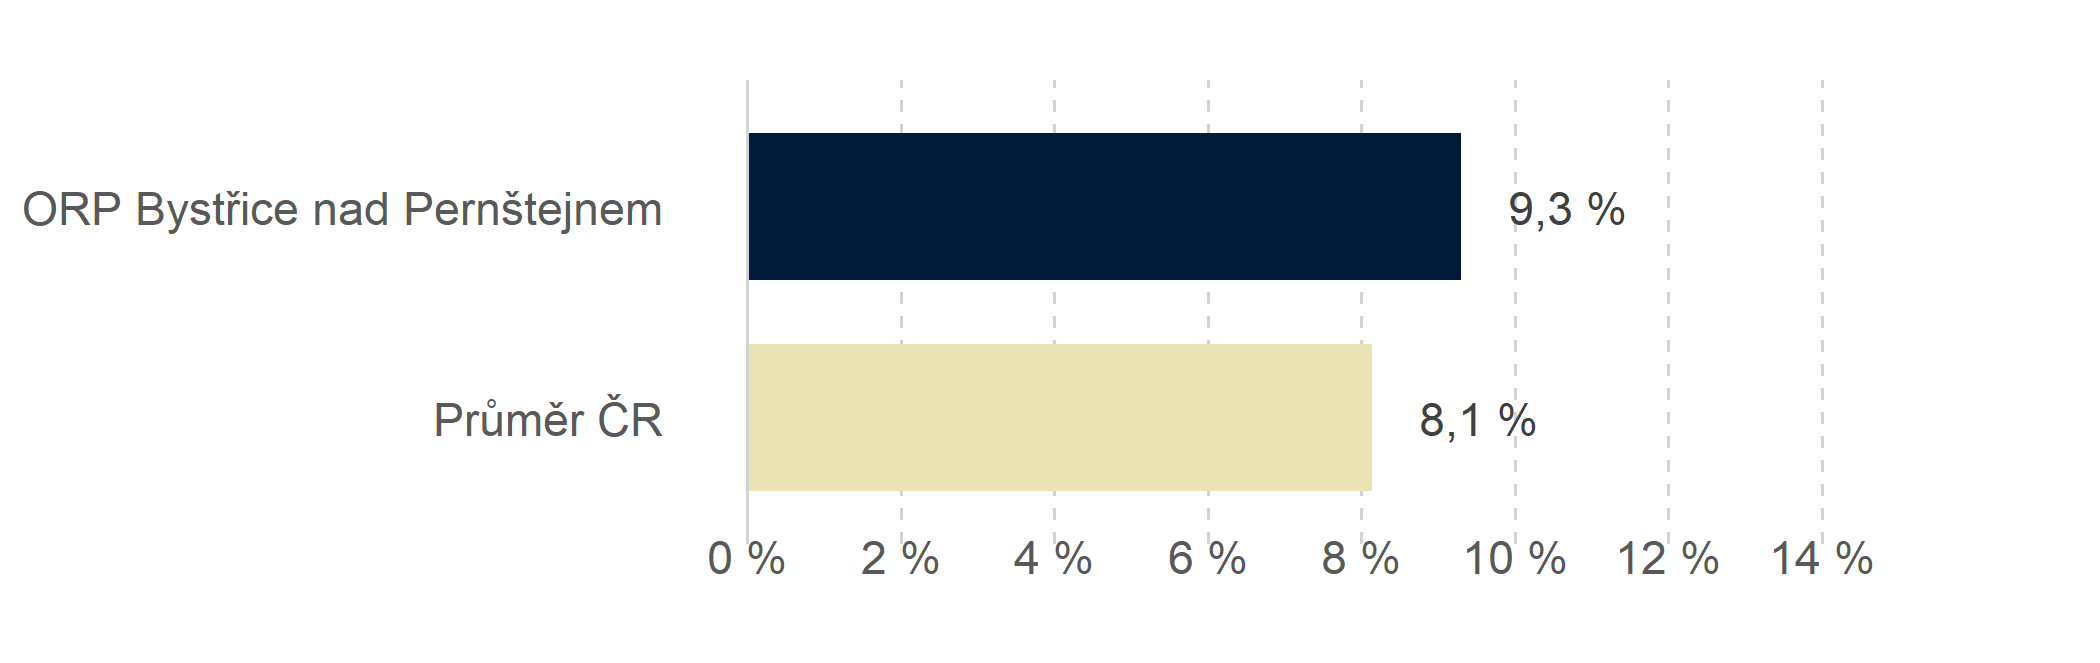 ORP Bystřice nad Pernštejnem
9,3 %
Průměr ČR
8,1 %
0 % 2 % 4 % 6 % 8 % 10 % 12 % 14 %